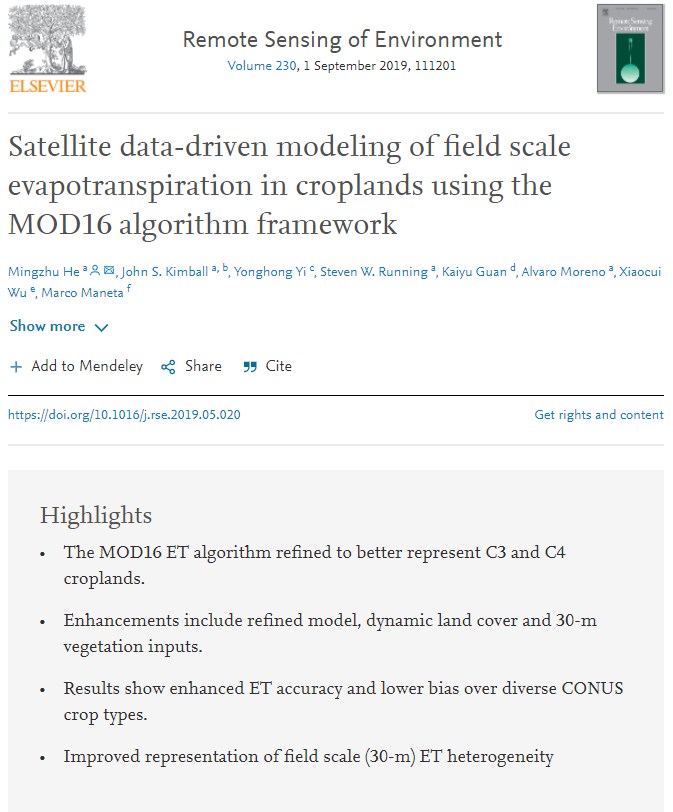 ELSEVIER
Remote Sensing of Environment
Volume 230, 1 September 2019, 111201
Remote Sensing
Environment
Satellite data-driven modeling of field scale
evapotranspiration in croplands using the
MOD16 algorithm framework
Mingzhu He a, John S. Kimball a, b, Yonghong Yi c, Steven W. Running a, Kaiyu Guan d, Alvaro Moreno a, Xiaocui
Wu e, Marco Maneta f
Show more
+ Add to Mendeley Share Cite
https://doi.org/10.1016/j.rse.2019.05.020 Get rights and content
Highlights
• The MOD16 ET algorithm refined to better represent C3 and C4
croplands.
• Enhancements include refined model, dynamic land cover and 30-m
vegetation inputs.
• Results show enhanced ET accuracy and lower bias over diverse CONUS
crop types.
• Improved representation of field scale (30-m) ET heterogeneity